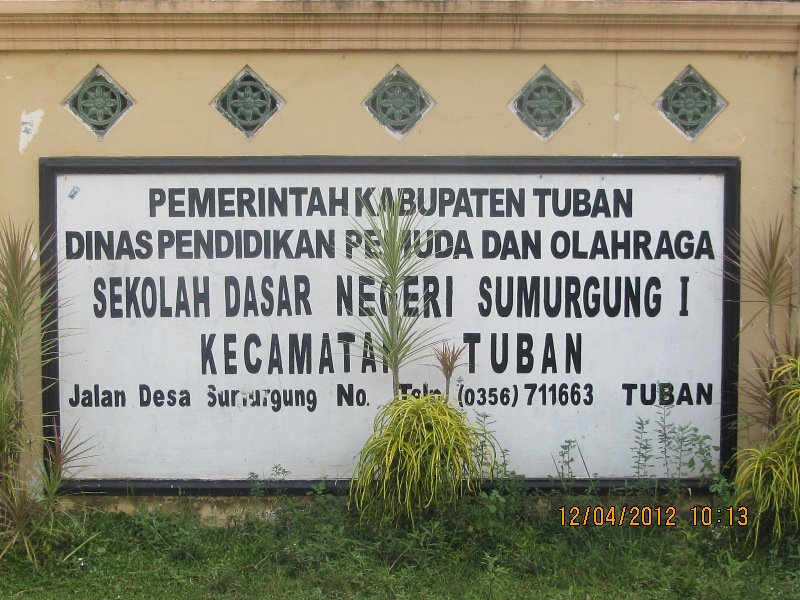 PEMERINTAH KABUPATEN TUBAN
DINAS PENDIDIKAN PEMUDA DAN OLAHRAGA
SEKOLAH DASAR NEGERI SUMURGUNG I
KECAMATAN TUBAN
Jalan Desa Sumurgung No. Telp. (0356) 711663 TUBAN
12/04/2012 10:13